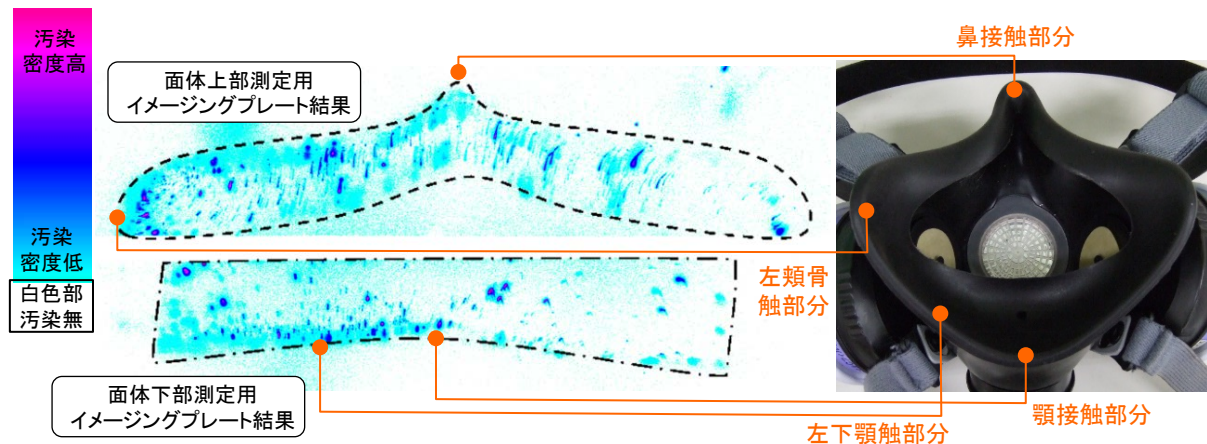 汚染
密度高
面体上部測定用
イメージングプレート結果
鼻接触部分
汚染
密度低
白色部
汚染無
左頬骨
触部分
面体下部測定用
イメージングプレート結果
顎接触部分
左下顎触部分